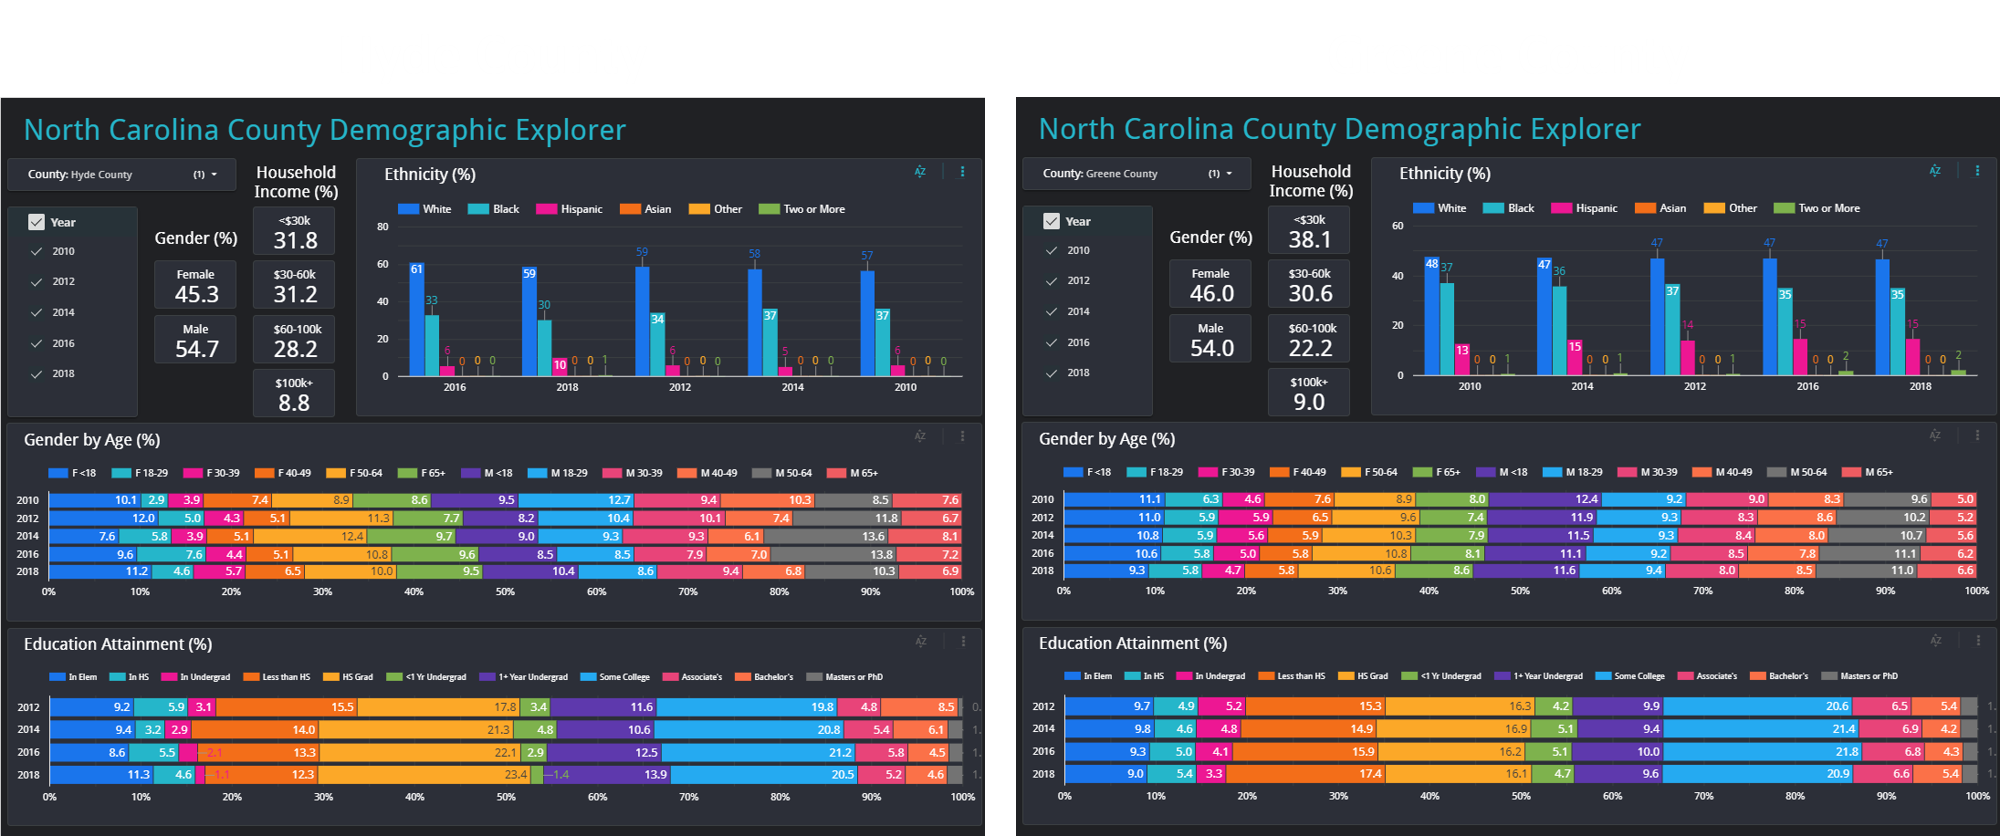 North Carolina County Demographic Explorer
County: Hyde County (1)
Year
2010
2012
2014
2016
2018
Gender (%)
Female
45.3
Male
54.7
Household
Income (%)
<$30k
31.8
$30-60k
31.2
$60-100k
28.2
$100k+
8.8
Ethnicity (%)
White Black Hispanic Asian Other Two or More
80
60
40
20
0
61 33 6 0 0 0
59 30 10 0 0 1
59 34 6 0 0 0
58 37 5 0 0 0
57 37 6 0 0 0
2016 2018 2012 2014 2010
Gender by Age (%)
F <18 F 18-29 F 30-39 F 40-49 F 50-64 F 65+ M <18 M 18-29 M 30-39 M 40-49 M 50-64 M 65+
2010 10.1 2.9 3.9 7.4 8.9 8.6 9.5 12.7 9.4 10.3 8.5 7.6
2012 12.0 5.0 4.3 5.1 11.3 7.7 8.2 10.4 10.1 7.4 11.8 6.7
2014 7.6 5.8 3.9 5.1 12.4 9.7 9.0 9.3 9.3 6.1 13.6 8.1
2016 9.6 7.6 4.4 5.1 10.8 9.6 8.5 8.5 7.9 7.0 13.8 7.2
2018 11.2 4.6 5.7 6.5 10.0 9.5 10.4 8.6 9.4 6.8 10.3 6.9
0% 10% 20% 30% 40% 50% 60% 70% 80% 90% 100%
Education Attainment (%)
In Elem In HS In Undergrad Less than HS HS Grad <1 Yr Undergrad 1+ Year Undergrad Some College Associate's Bachelor's Masters or PhD
2012 9.2 5.9 3.1 15.5 17.8 3.4 11.6 19.8 4.8 8.5 0.
2014 9.4 3.2 2.9 14.0 21.3 4.8 10.6 20.8 5.4 6.1 1.
2016 8.6 5.5 2.1 13.3 22.1 2.9 12.5 21.2 5.8 4.5 1.
2018 11.3 4.6 1.1 12.3 23.4 1.4 13.9 20.5 5.2 4.6 1.
0% 10% 20% 30% 40% 50% 60% 70% 80% 90% 100%
North Carolina County Demographic Explorer
County: Greene County (1)
Year
2010
2012
2014
2016
2018
Gender (%)
Female
46.0
Male
54.0
Household
Income (%)
<$30k
38.1
$30-60k
30.6
$60-100k
22.2
$100k+
9.0
Ethnicity (%)
White Black Hispanic Asian Other Two or More
60
40
20
0
48 37 13 0 0 1
47 36 15 0 0 1
47 37 14 0 0 1
47 35 15 0 0 2
47 35 15 0 0 2
2010 2014 2012 2016 2018
Gender by Age (%)
F <18 F 18-29 F 30-39 F 40-49 F 50-64 F 65+ M <18 M 18-29 M 30-39 M 40-49 M 50-64 M 65+
2010 11.1 6.3 4.6 7.6 8.9 8.0 12.4 9.2 9.0 8.3 9.6 5.0
2012 11.0 5.9 5.9 6.5 9.6 7.4 11.9 9.3 8.3 8.6 10.2 5.2
2014 10.8 5.9 5.6 5.9 10.3 7.9 11.5 9.3 8.4 8.0 10.7 5.6
2016 10.6 5.8 5.0 5.8 10.8 8.1 11.1 9.2 8.5 7.8 11.1 6.2
2018 9.3 5.8 4.7 5.8 10.6 8.6 11.6 9.4 8.0 8.5 11.0 6.6
0% 10% 20% 30% 40% 50% 60% 70% 80% 90% 100%
Education Attainment (%)
In Elem In HS In Undergrad Less than HS HS Grad <1 Yr Undergrad 1+ Year Undergrad Some College Associate's Bachelor's Masters or PhD
2012 9.7 4.9 5.2 15.3 16.3 4.2 9.9 20.6 6.5 5.4 1.
2014 9.8 4.6 4.8 14.9 16.9 5.1 9.4 21.4 6.9 4.2 1.
2016 9.3 5.0 4.1 15.9 16.2 5.1 10.0 21.8 6.8 4.3 1.
2018 9.0 5.4 3.3 17.4 16.1 4.7 9.6 20.9 6.6 5.4 1.
0% 10% 20% 30% 40% 50% 60% 70% 80% 90% 100%